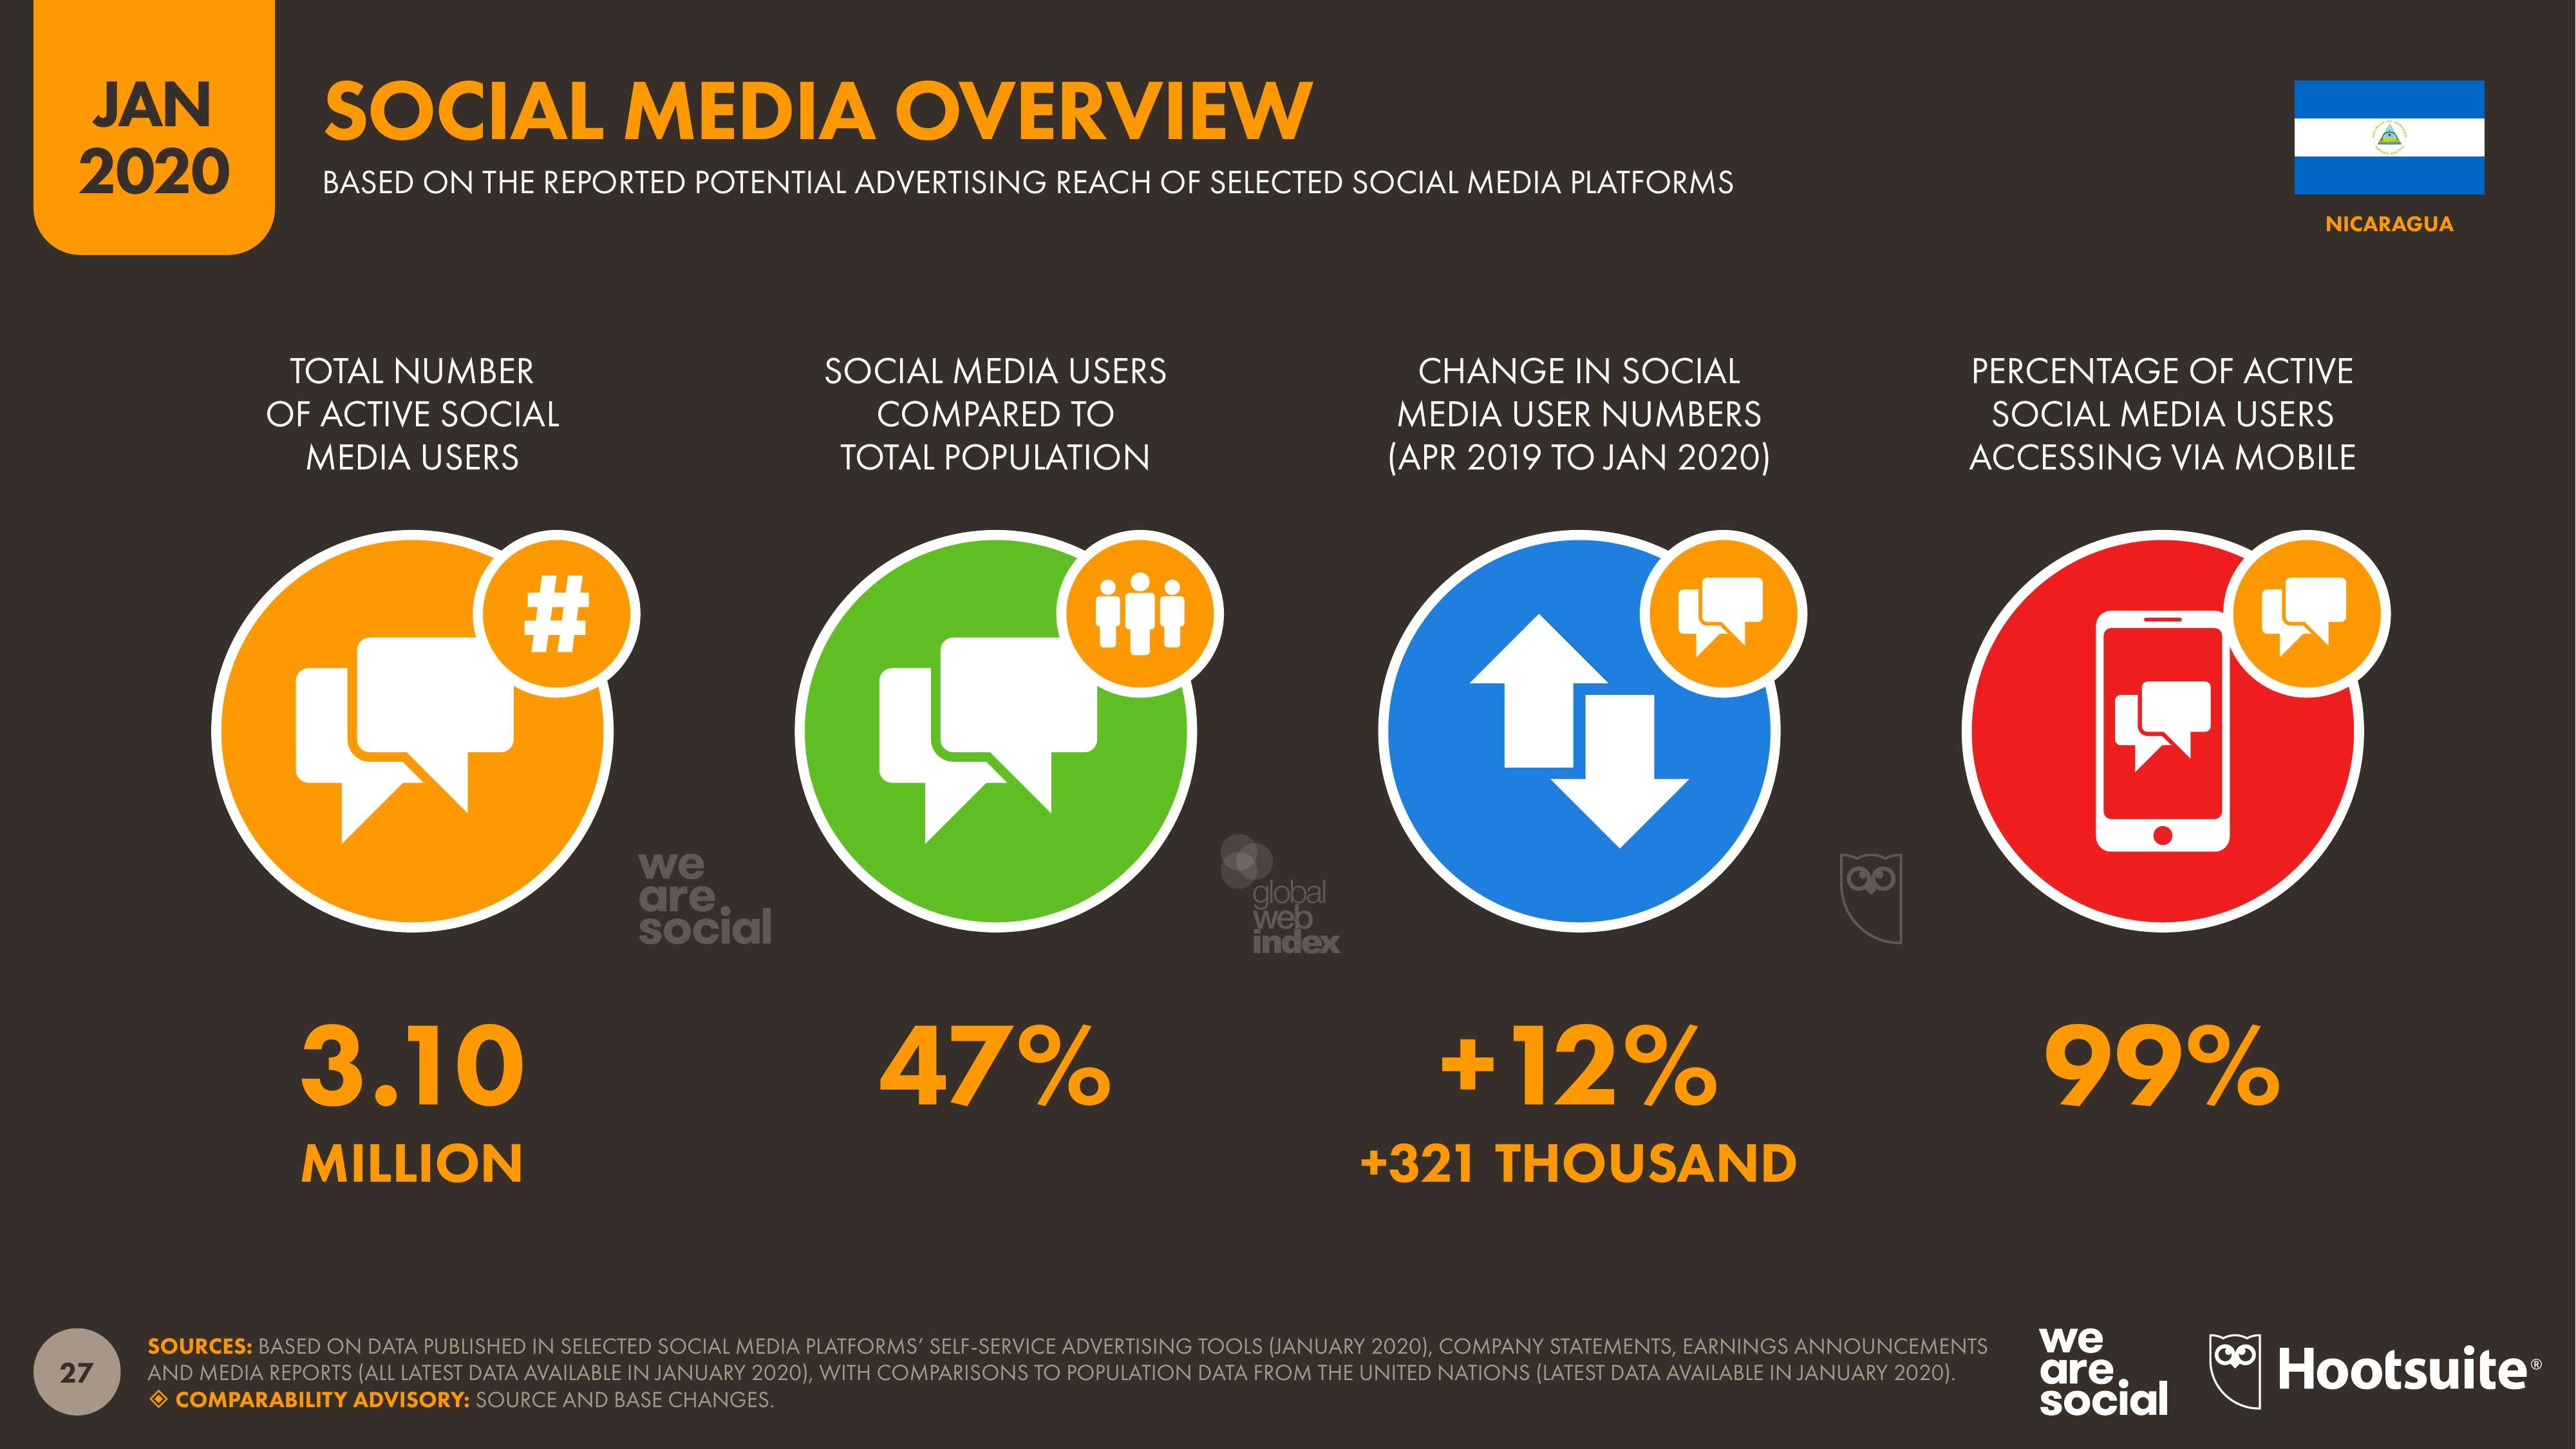 JAN
2020
SOCIAL MEDIA OVERVIEW
BASED ON THE REPORTED POTENTIAL ADVERTISING REACH OF SELECTED SOCIAL MEDIA PLATFORMS
NICARAGUA
TOTAL NUMBER
OF ACTIVE SOCIAL
MEDIA USERS
#
3.10
MILLION
SOCIAL MEDIA USERS
COMPARED TO
TOTAL POPULATION
47%
CHANGE IN SOCIAL
MEDIA USER NUMBERS
(APR 2019 TO JAN 2020)
+12%
+321 THOUSAND
PERCENTAGE OF ACTIVE
SOCIAL MEDIA USERS
ACCESSING VIA MOBILE
99%
we
are
social
global
web
index
27
SOURCES: BASED ON DATA PUBLISHED IN SELECTED SOCIAL MEDIA PLATFORMS’ SELF-SERVICE ADVERTISING TOOLS (JANUARY 2020), COMPANY STATEMENTS, EARNINGS ANNOUNCEMENTS
AND MEDIA REPORTS (ALL LATEST DATA AVAILABLE IN JANUARY 2020), WITH COMPARISONS TO POPULATION DATA FROM THE UNITED NATIONS (LATEST DATA AVAILABLE IN JANUARY 2020).
COMPARABILITY ADVISORY: SOURCE AND BASE CHANGES.
we
are
social
Hootsuite®